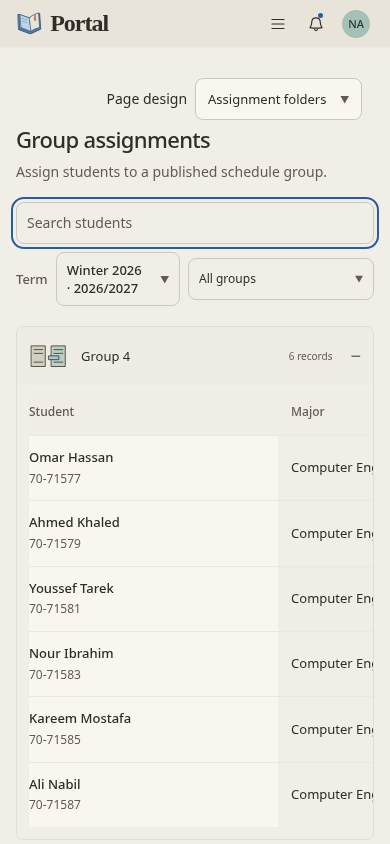 Portal
NA
Page design
Assignment folders
Group assignments
Assign students to a published schedule group.
Search students
Term
Winter 2026
· 2026/2027
All groups
Group 4
6 records
Student
Major
Omar Hassan
70-71577
Computer Eng
Ahmed Khaled
70-71579
Computer Eng
Youssef Tarek
70-71581
Computer Eng
Nour Ibrahim
70-71583
Computer Eng
Kareem Mostafa
70-71585
Computer Eng
Ali Nabil
70-71587
Computer Eng